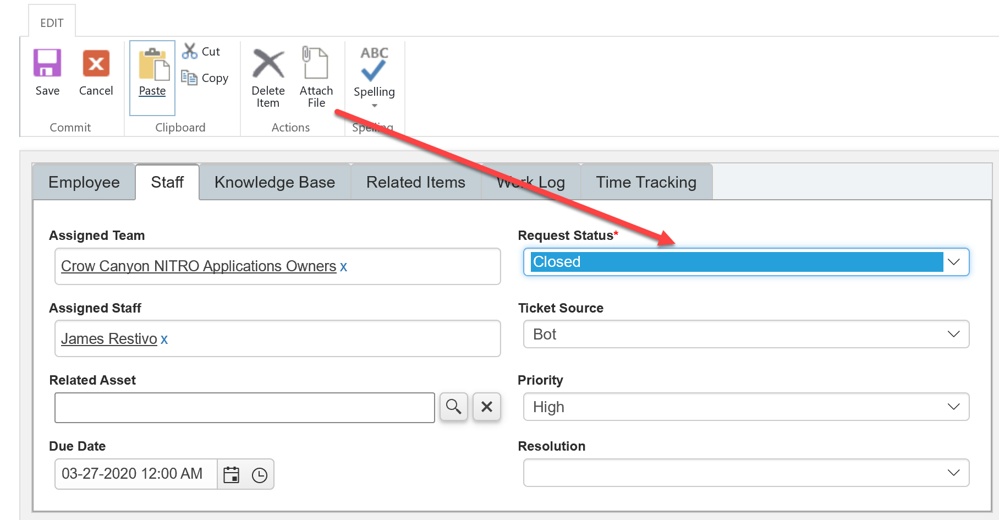 EDIT
Save
Cancel
Paste
Cut
Copy
Delete
Item
Attach
File
ABC
Spelling
Commit
Clipboard
Actions
Spelling
Employee
Staff
Knowledge Base
Related Items
Work Log
Time Tracking
Assigned Team
Crow Canyon NITRO Applications Owners x
Request Status*
Closed
Assigned Staff
James Restivo x
Ticket Source
Bot
Related Asset
Priority
High
Due Date
03-27-2020 12:00 AM
Resolution